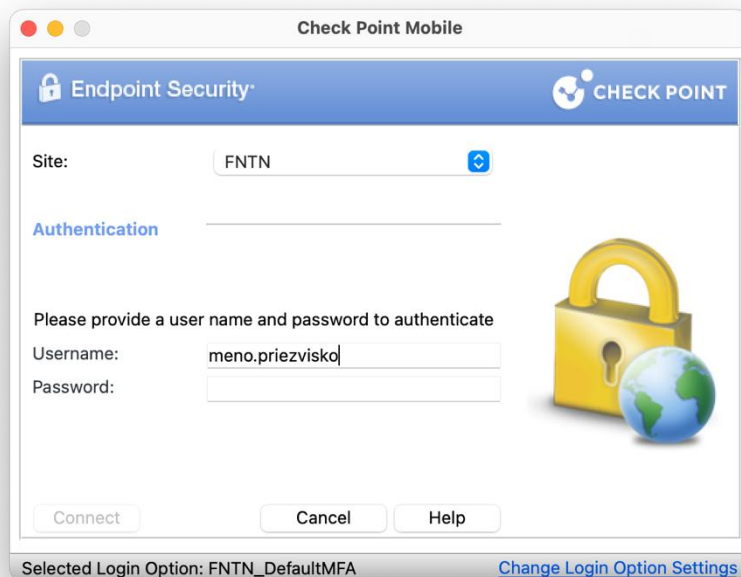 Check Point Mobile
Endpoint Security
CHECK POINT
Site:
FNTN
Authentication
Please provide a user name and password to authenticate
Username:
meno.priezvisko
Password:
Connect
Cancel
Help
Selected Login Option: FNTN_DefaultMFA
Change Login Option Settings